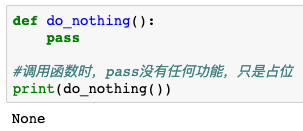 def do_nothing():
    pass

#调用函数时，pass没有任何功能，只是占位
print(do_nothing())
None